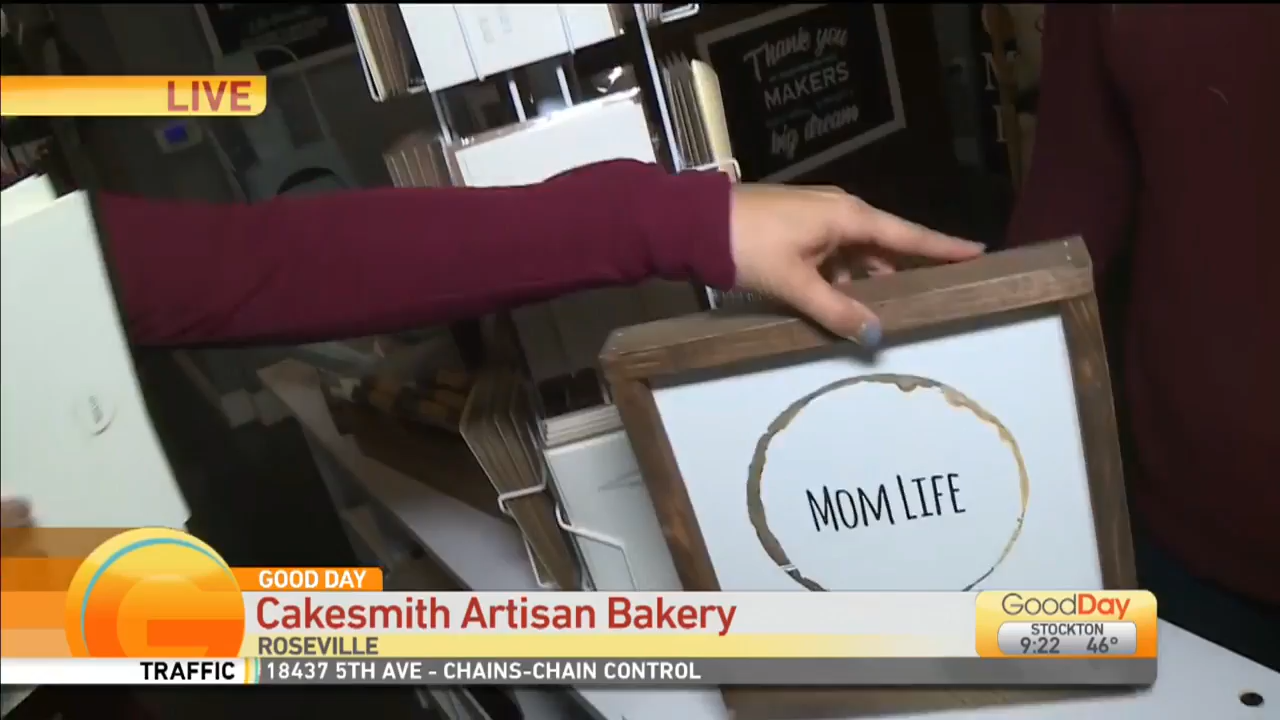 LIVE
Thank you
MAKERS
big dream
MOM LIFE
GOOD DAY
Cakesmith Artisan Bakery
ROSEVILLE
GoodDay
STOCKTON
9:22 46°
TRAFFIC 18437 5TH AVE - CHAINS-CHAIN CONTROL